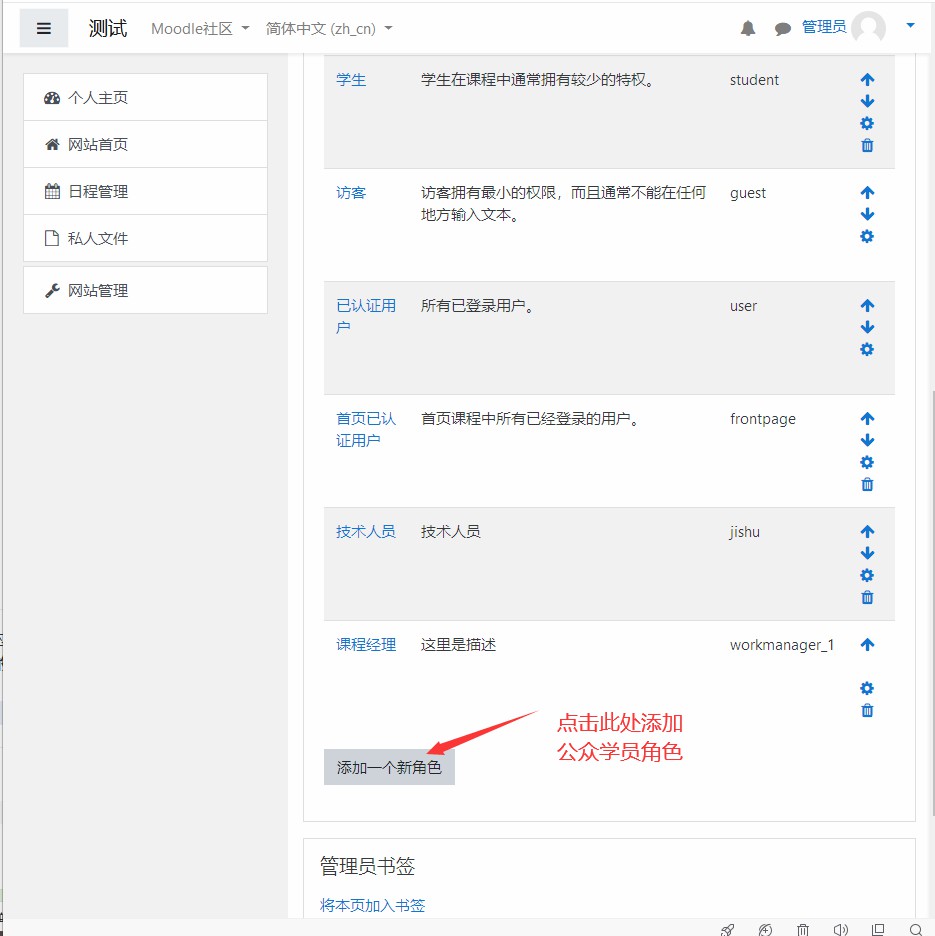 测试
Moodle社区
简体中文 (zh_cn)
管理员
个人主页
网站首页
日程管理
私人文件
网站管理
学生
学生在课程中通常拥有较少的特权。
student
访客
访客拥有最小的权限，而且通常不能在任何
地方输入文本。
guest
已认证用
户
所有已登录用户。
user
首页已认
证用户
首页课程中所有已经登录的用户。
frontpage
技术人员
技术人员
jishu
课程经理
这里是描述
workmanager_1
点击此处添加
公众学员角色
添加一个新角色
管理员书签
将本页加入书签